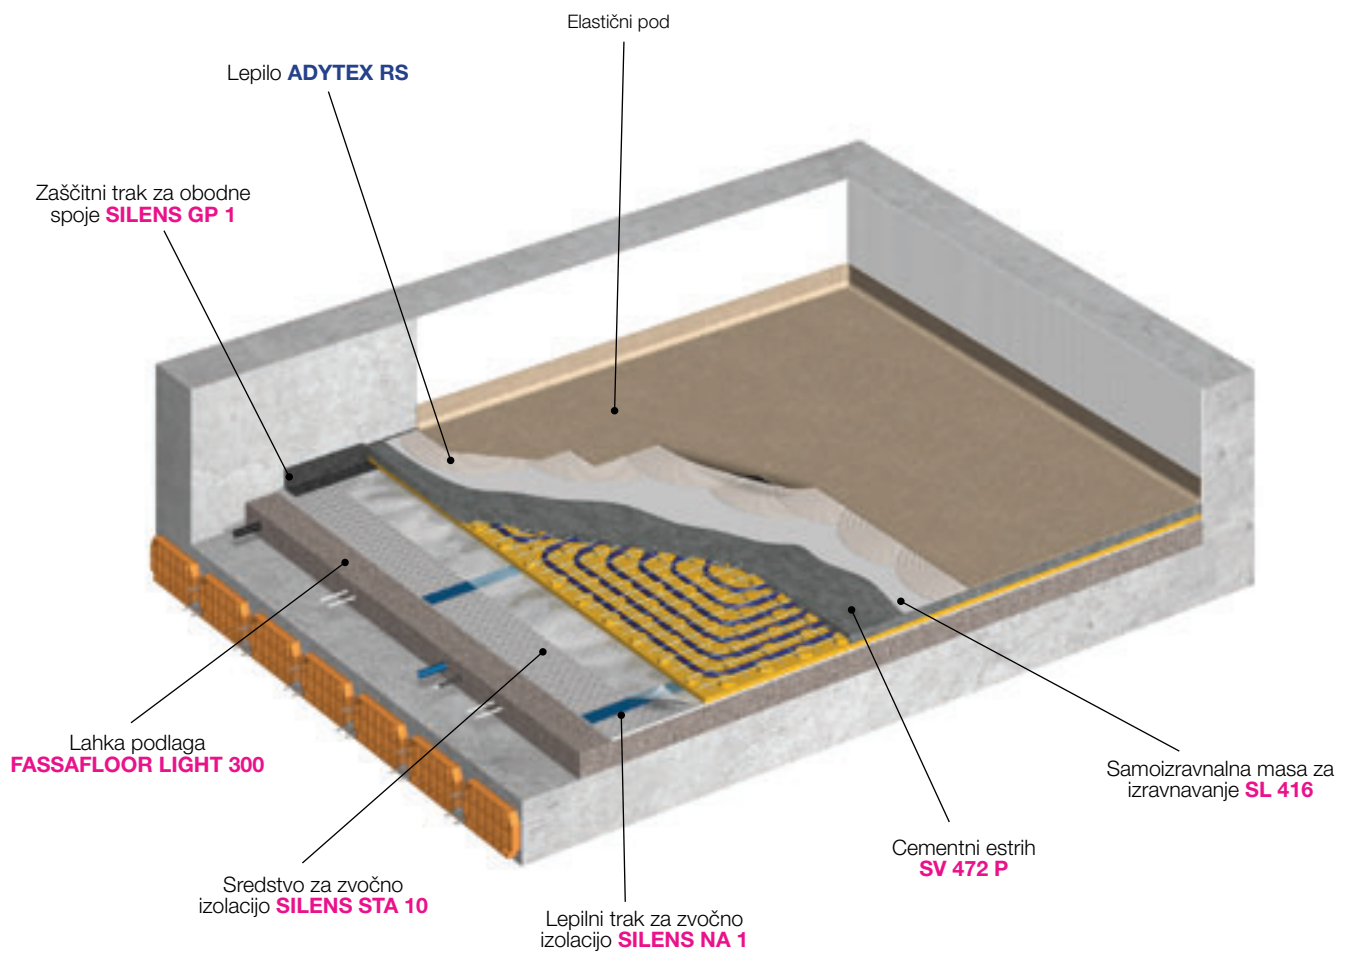 Elastični pod
Lepilo ADYTEX RS
Zaščitni trak za obodne
spoje SILENS GP 1
Lahka podlaga
FASSAFLOOR LIGHT 300
Samoizravnalna masa za
izravnavanje SL 416
Cementni estrih
SV 472 P
Sredstvo za zvočno
izolacijo SILENS STA 10
Lepilni trak za zvočno
izolacijo SILENS NA 1